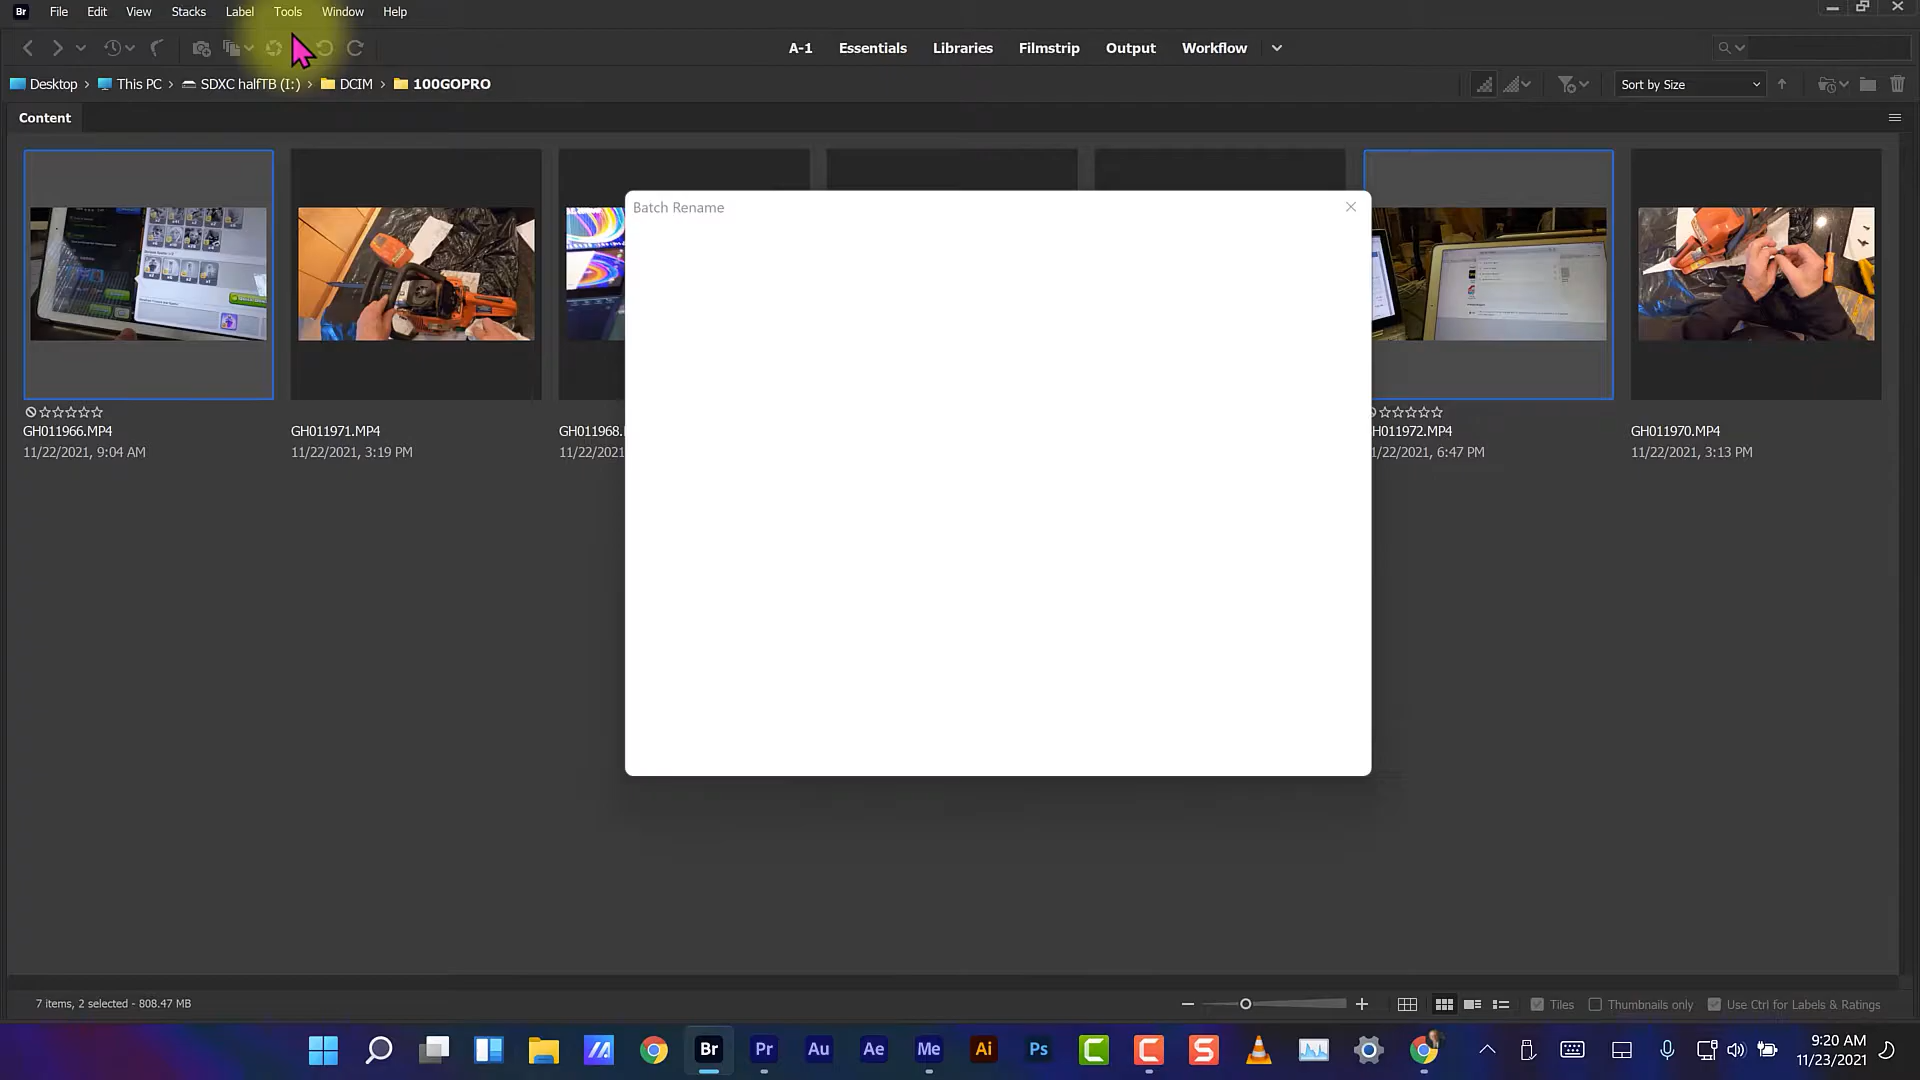 Br File Edit View Stacks Label Tools Window Help
A-1 Essentials Libraries Filmstrip Output Workflow
Desktop This PC SDXC halfTB (I:) DCIM 100GOPRO Sort by Size
Content
Batch Rename
GH011966.MP4 GH011971.MP4 GH011968. H011972.MP4 GH011970.MP4
11/22/2021, 9:04 AM 11/22/2021, 3:19 PM 11/22/2021 /22/2021, 6:47 PM 11/22/2021, 3:13 PM
7 items, 2 selected - 808.47 MB Tiles Thumbnails only Use Ctrl for Labels & Ratings
Br Pr Au Ae Me Ai Ps C C S 9:20 AM
11/23/2021